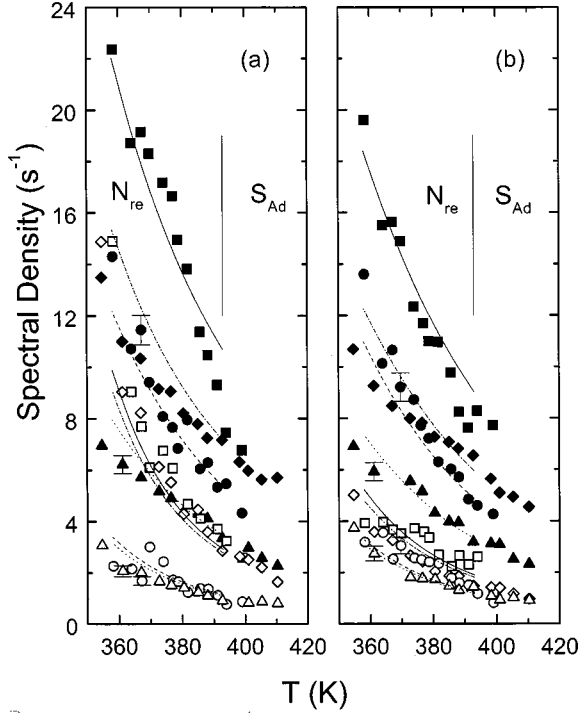 24
20
16
12
8
4
0
Spectral Density (s⁻¹)
(a)
N_re
S_Ad
(b)
N_re
S_Ad
360 380 400 420
360 380 400 420
T (K)